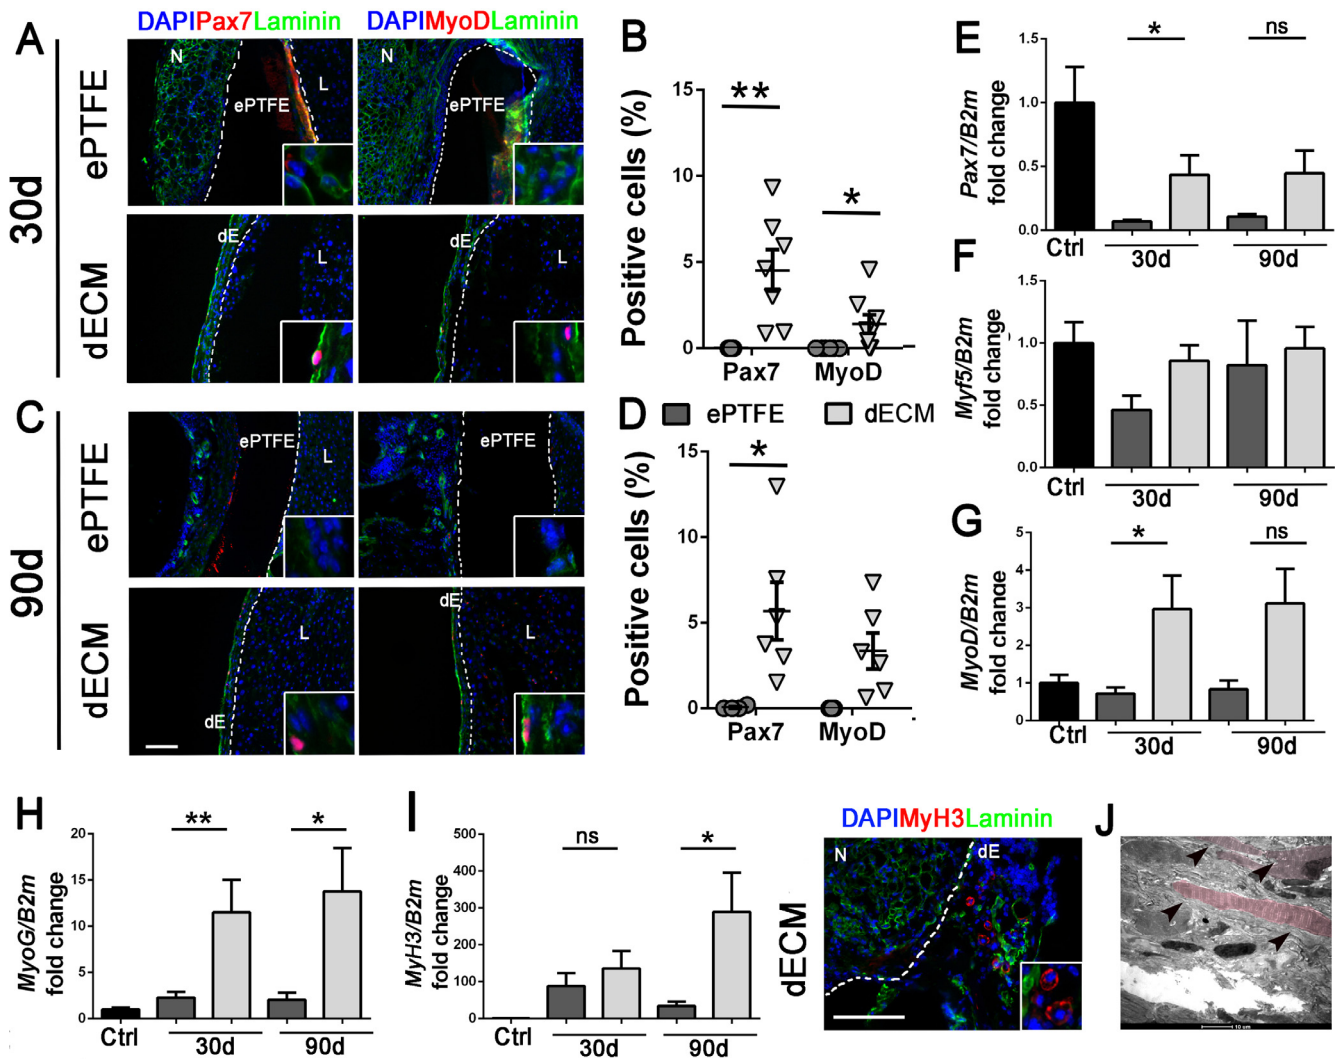 A
DAPIPax7Laminin
DAPIMyoDLaminin
30d
ePTFE
N
ePTFE
L
N
ePTFE
dECM
dE
L
dE
L
B
Positive cells (%)
15
10
5
0
**
*
Pax7
MyoD
ePTFE
dECM
C
90d
ePTFE
ePTFE
L
ePTFE
L
dECM
dE
L
dE
L
D
Positive cells (%)
15
10
5
0
*
Pax7
MyoD
E
Pax7/B2m
fold change
1.5
1.0
0.5
0.0
*
ns
Ctrl
30d
90d
F
Myf5/B2m
fold change
1.5
1.0
0.5
0.0
Ctrl
30d
90d
G
MyoD/B2m
fold change
5
4
3
2
1
0
*
ns
Ctrl
30d
90d
H
MyoG/B2m
fold change
20
15
10
5
0
**
*
Ctrl
30d
90d
I
MyH3/B2m
fold change
500
400
300
200
100
0
ns
*
Ctrl
30d
90d
DAPIMyH3Laminin
dECM
N
dE
J
10 um